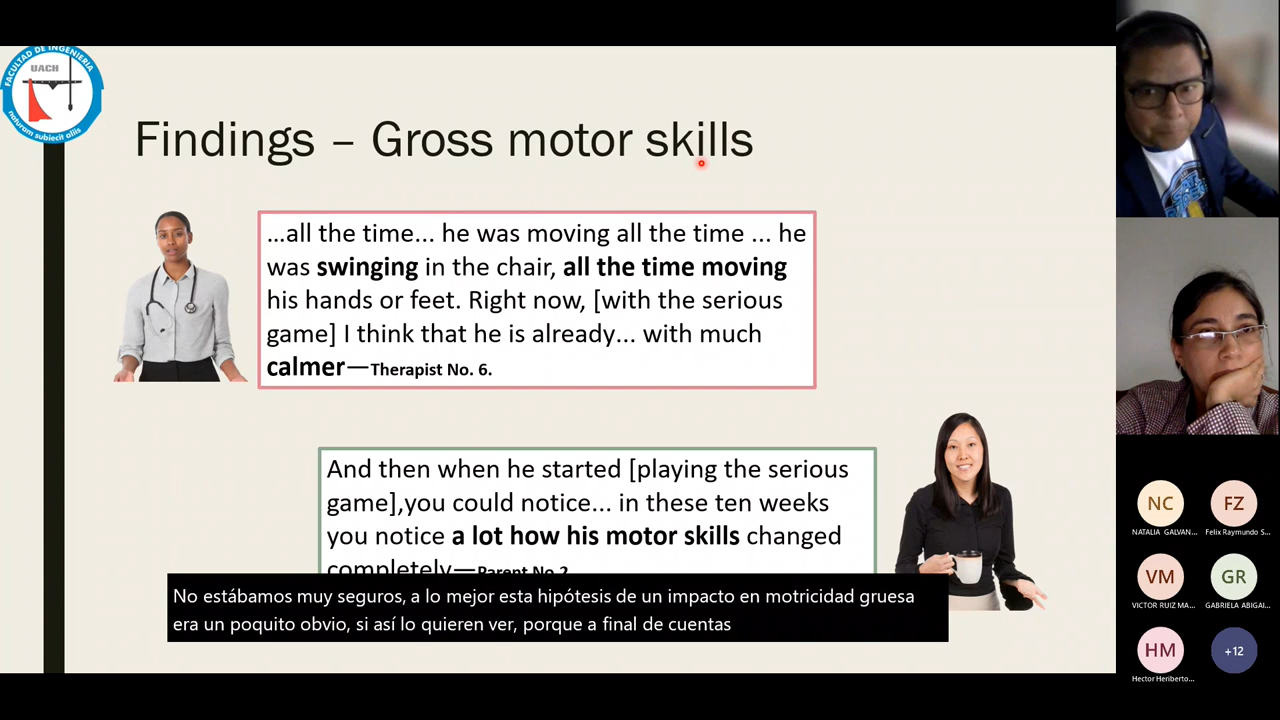 FACULTAD DE INGENIERIA
UACH
naturam subiecit aliis
Findings – Gross motor skills
...all the time... he was moving all the time ... he
was swinging in the chair, all the time moving
his hands or feet. Right now, [with the serious
game] I think that he is already... with much
calmer—Therapist No. 6.
And then when he started [playing the serious
game],you could notice... in these ten weeks
you notice a lot how his motor skills changed
completely—Parent No 2
No estábamos muy seguros, a lo mejor esta hipótesis de un impacto en motricidad gruesa
era un poquito obvio, si así lo quieren ver, porque a final de cuentas
NC
FZ
NATALIA GALVAN...
Felix Raymundo S...
VM
GR
VICTOR RUIZ MA...
GABRIELA ABIGAI...
HM
+12
Hector Heriberto...